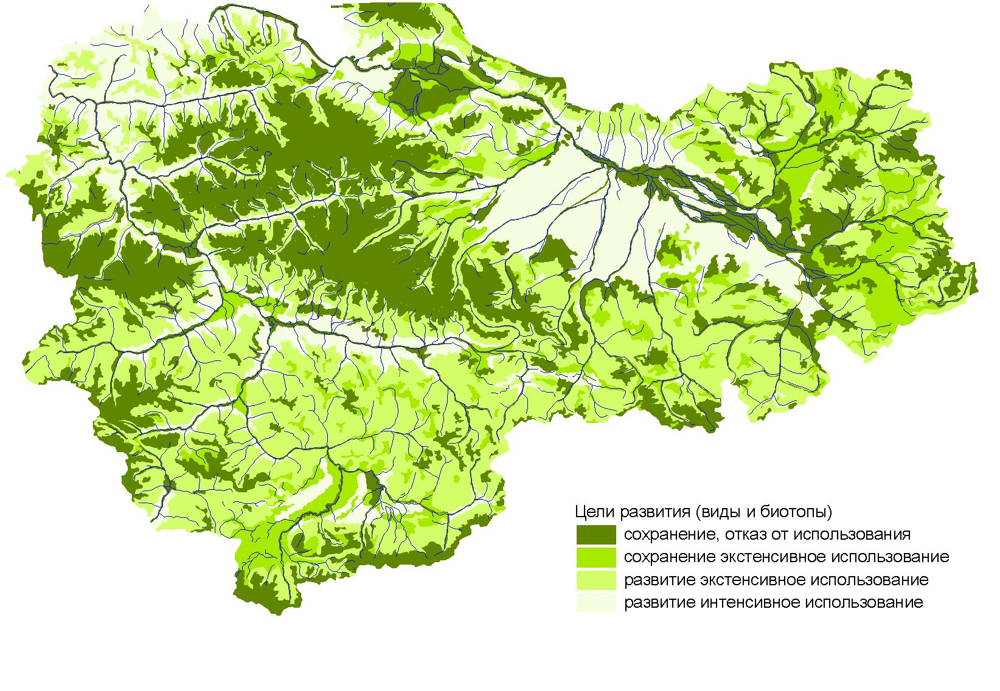 Цели развития (виды и биотопы)
сохранение, отказ от использования
сохранение экстенсивное использование
развитие экстенсивное использование
развитие интенсивное использование